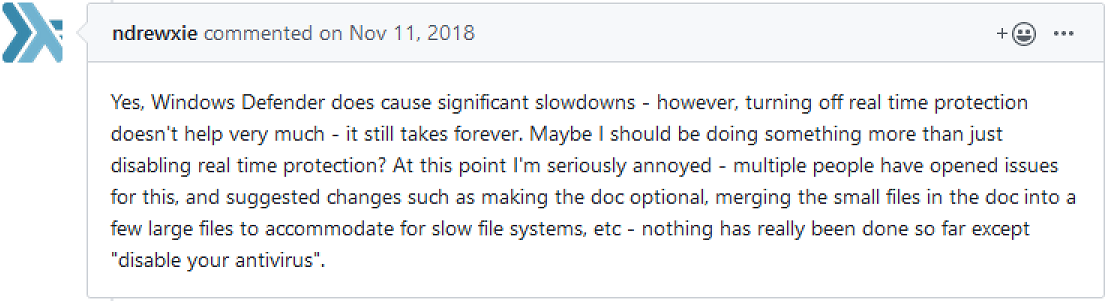 ndrewxie commented on Nov 11, 2018
Yes, Windows Defender does cause significant slowdowns - however, turning off real time protection
doesn't help very much - it still takes forever. Maybe I should be doing something more than just
disabling real time protection? At this point I'm seriously annoyed - multiple people have opened issues
for this, and suggested changes such as making the doc optional, merging the small files in the doc into a
few large files to accommodate for slow file systems, etc - nothing has really been done so far except
"disable your antivirus".